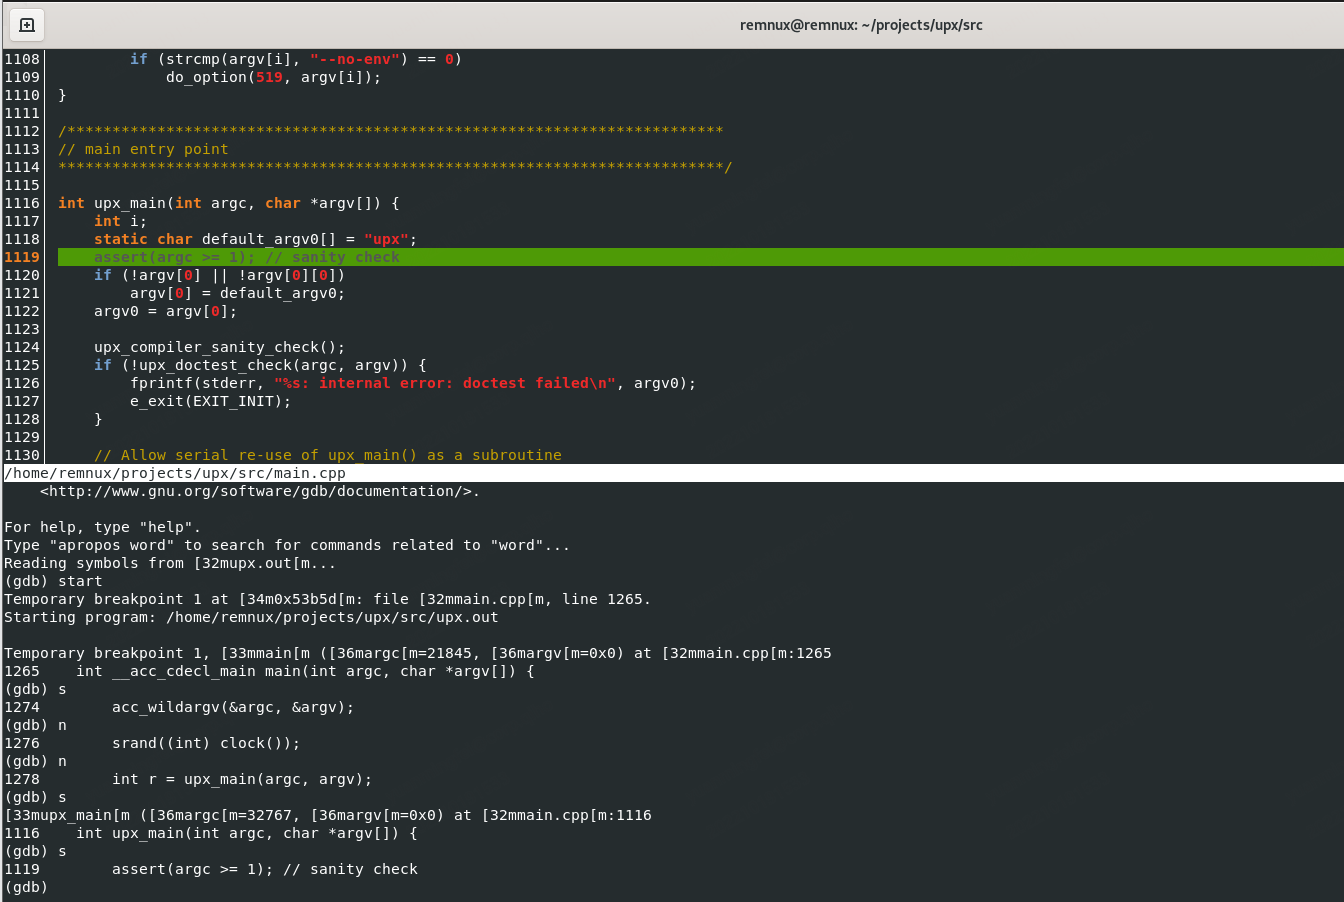 remnux@remnux: ~/projects/upx/src
1108         if (strcmp(argv[i], "--no-env") == 0)
1109             do_option(519, argv[i]);
1110 }
1111
1112 /*************************************************************************
1113 // main entry point
1114 **************************************************************************/
1115
1116 int upx_main(int argc, char *argv[]) {
1117     int i;
1118     static char default_argv0[] = "upx";
1119     assert(argc >= 1); // sanity check
1120     if (!argv[0] || !argv[0][0])
1121         argv[0] = default_argv0;
1122     argv0 = argv[0];
1123
1124     upx_compiler_sanity_check();
1125     if (!upx_doctest_check(argc, argv)) {
1126         fprintf(stderr, "%s: internal error: doctest failed\n", argv0);
1127         e_exit(EXIT_INIT);
1128     }
1129
1130     // Allow serial re-use of upx_main() as a subroutine
/home/remnux/projects/upx/src/main.cpp
    <http://www.gnu.org/software/gdb/documentation/>.
For help, type "help".
Type "apropos word" to search for commands related to "word"...
Reading symbols from [32mupx.out[m...
(gdb) start
Temporary breakpoint 1 at [34m0x53b5d[m: file [32mmain.cpp[m, line 1265.
Starting program: /home/remnux/projects/upx/src/upx.out
Temporary breakpoint 1, [33mmain[m ([36margc[m=21845, [36margv[m=0x0) at [32mmain.cpp[m:1265
1265    int __acc_cdecl_main main(int argc, char *argv[]) {
(gdb) s
1274        acc_wildargv(&argc, &argv);
(gdb) n
1276        srand((int) clock());
(gdb) n
1278        int r = upx_main(argc, argv);
(gdb) s
[33mupx_main[m ([36margc[m=32767, [36margv[m=0x0) at [32mmain.cpp[m:1116
1116    int upx_main(int argc, char *argv[]) {
(gdb) s
1119        assert(argc >= 1); // sanity check
(gdb)